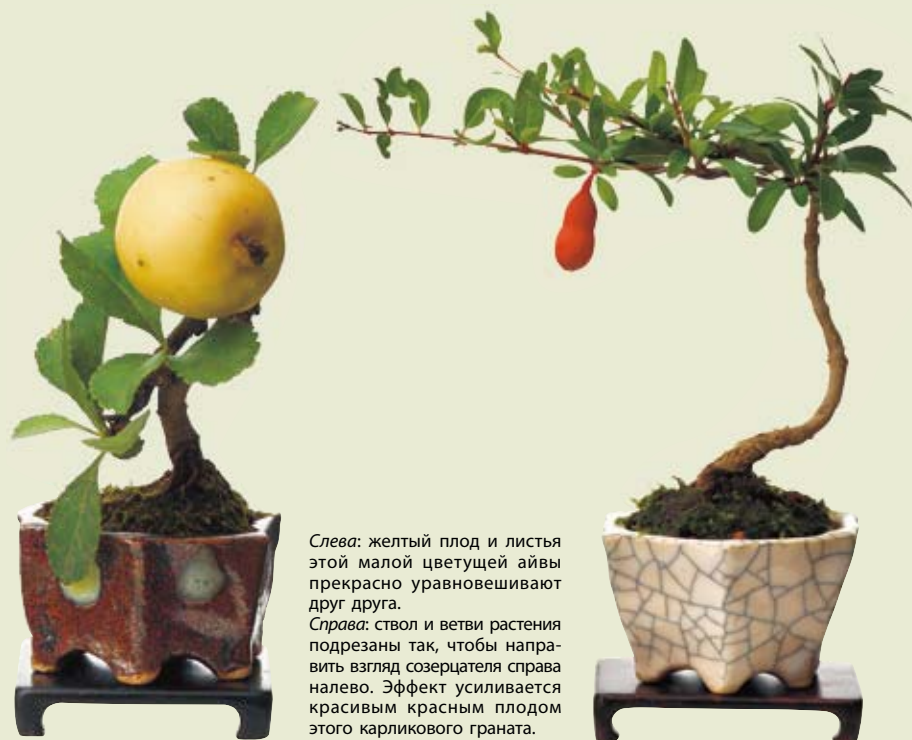 Слева: желтый плод и листья
этой малой цветущей айвы
прекрасно уравновешивают
друг друга.
Справа: ствол и ветви растения
подрезаны так, чтобы напра-
вить взгляд созерцателя справа
налево. Эффект усиливается
красивым красным плодом
этого карликового граната.